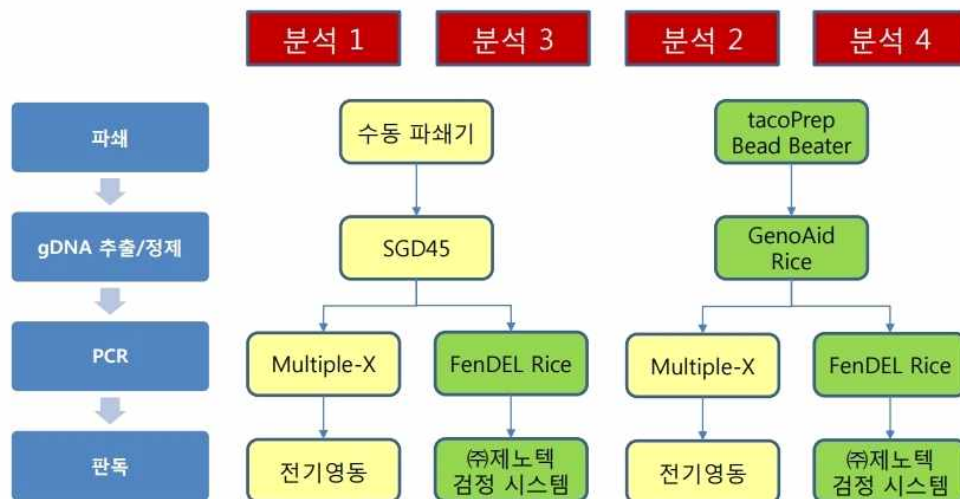 분석 1
분석 3
분석 2
분석 4
파쇄
수동 파쇄기
tacoPrep
Bead Beater
gDNA 추출/정제
SGD45
GenoAid
Rice
PCR
Multiple-X
FenDEL Rice
Multiple-X
FenDEL Rice
판독
전기영동
㈜제노텍
검정 시스템
전기영동
㈜제노텍
검정 시스템